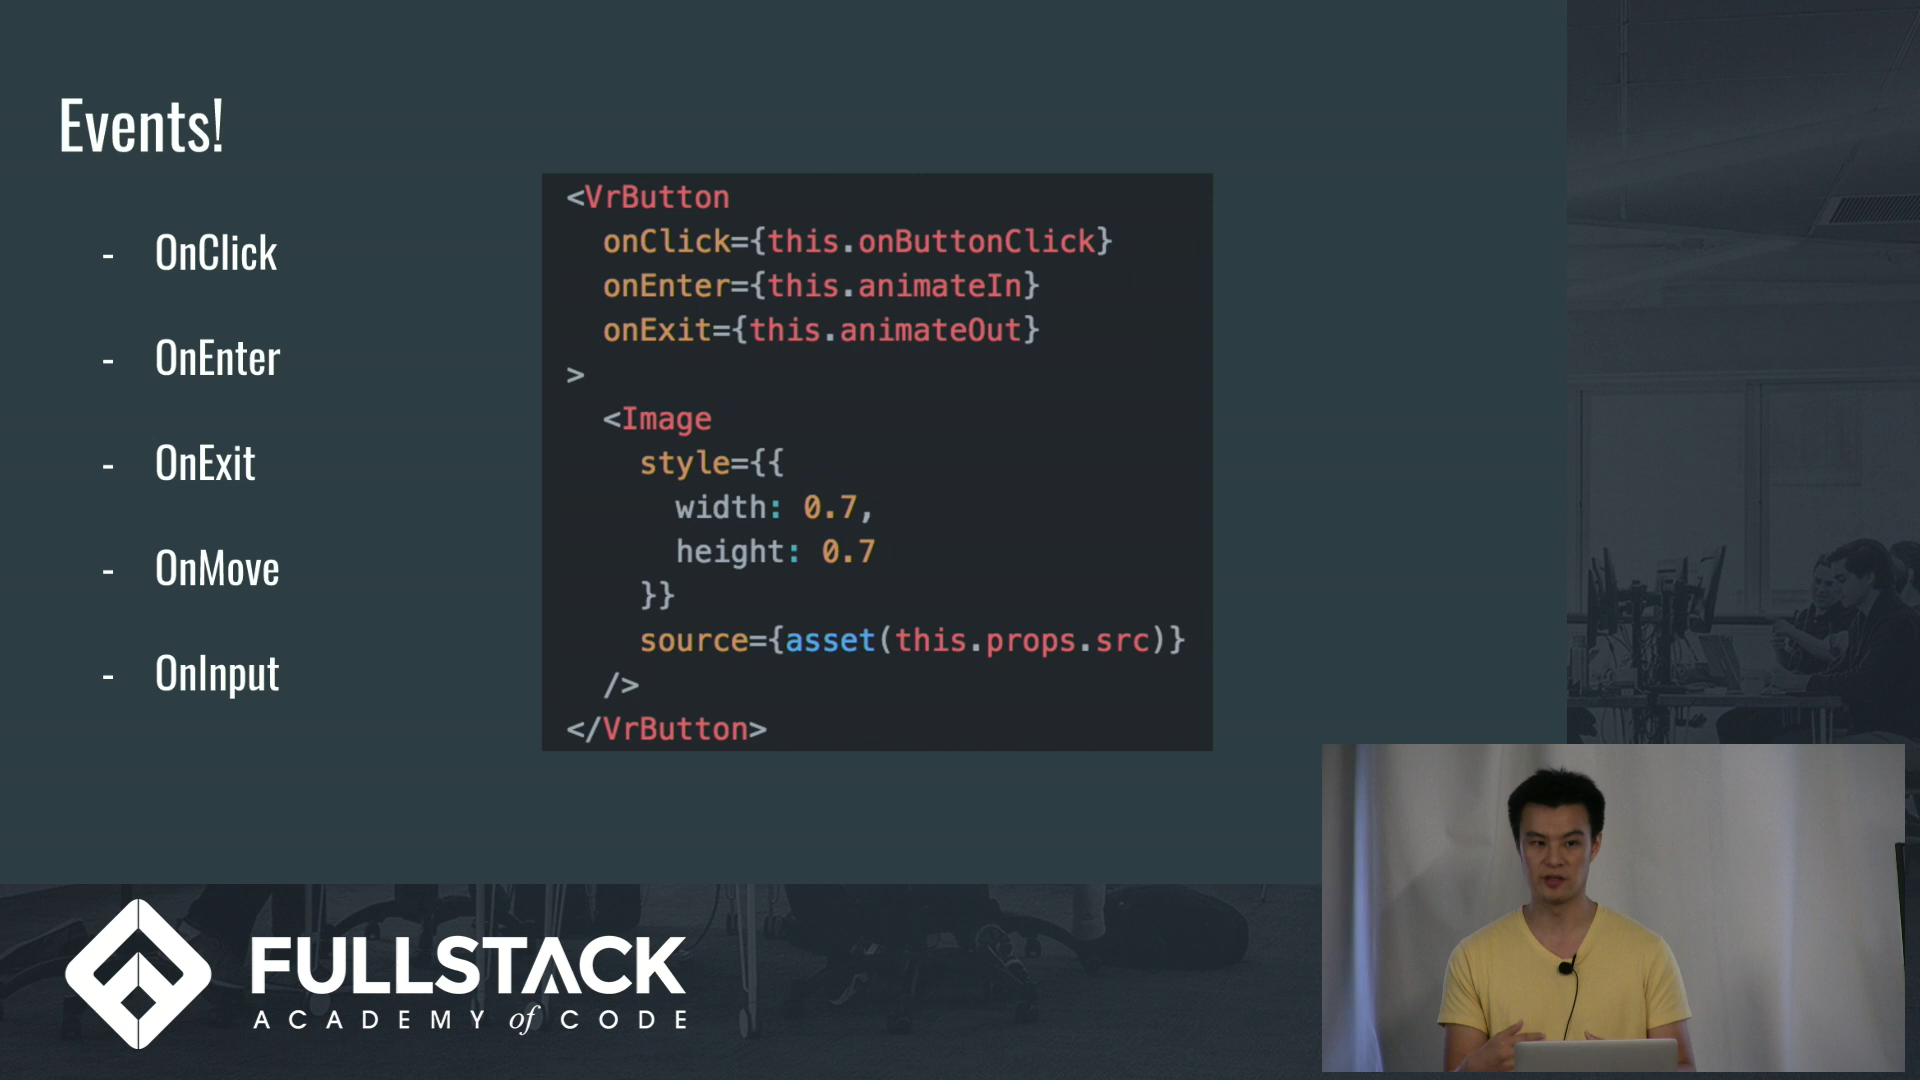 Events!
- OnClick
- OnEnter
- OnExit
- OnMove
- OnInput
<VrButton
onClick={this.onButtonClick}
onEnter={this.animateIn}
onExit={this.animateOut}
>
<Image
style={{
width: 0.7,
height: 0.7
}}
source={asset(this.props.src)}
/>
</VrButton>
FULLSTACK
ACADEMY of CODE